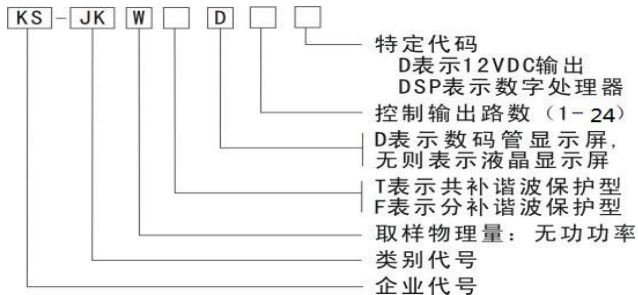 KS-JK W D
特定代码
D表示12VDC输出
DSP表示数字处理器
控制输出路数（1-24）
D表示数码管显示屏，
无则表示液晶显示屏
T表示共补谐波保护型
F表示分补谐波保护型
取样物理量：无功功率
类别代号
企业代号